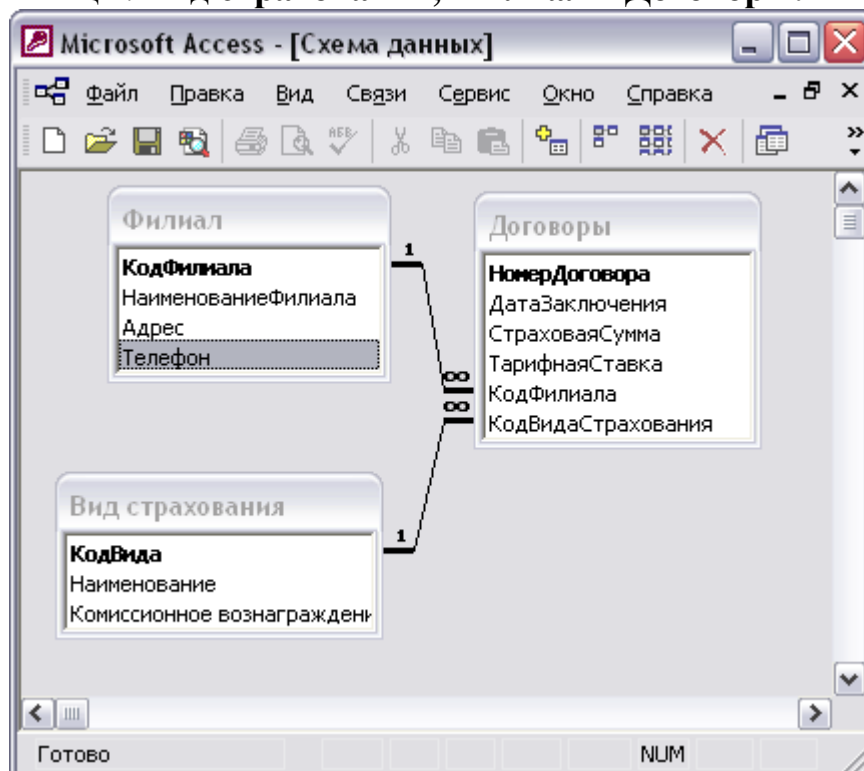 Microsoft Access - [Схема данных]
Файл Правка Вид Связи Сервис Окно Справка
Филиал
КодФилиала
НаименованиеФилиала
Адрес
Телефон
1
Договоры
НомерДоговора
ДатаЗаключения
СтраховаяСумма
ТарифнаяСтавка
КодФилиала
КодВидаСтрахования
∞
∞
Вид страхования
КодВида
Наименование
Комиссионное вознаграждени
1
Готово NUM